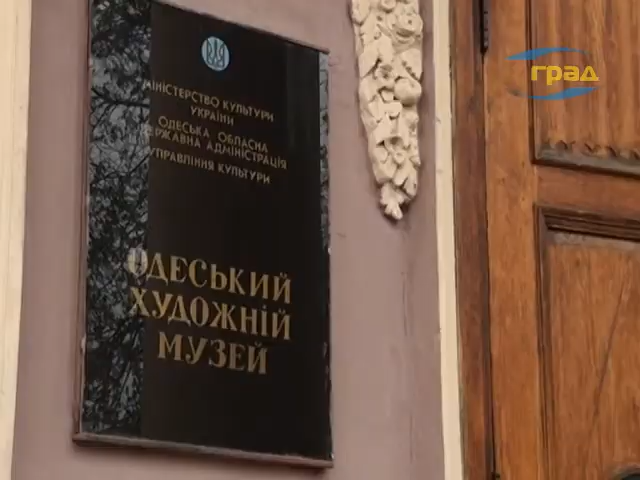 град
МІНІСТЕРСТВО КУЛЬТУРИ
УКРАЇНИ
ОДЕСЬКА ОБЛАСНА
ДЕРЖАВНА АДМІНІСТРАЦІЯ
УПРАВЛІННЯ КУЛЬТУРИ
ОДЕСЬКИЙ
ХУДОЖНІЙ
МУЗЕЙ